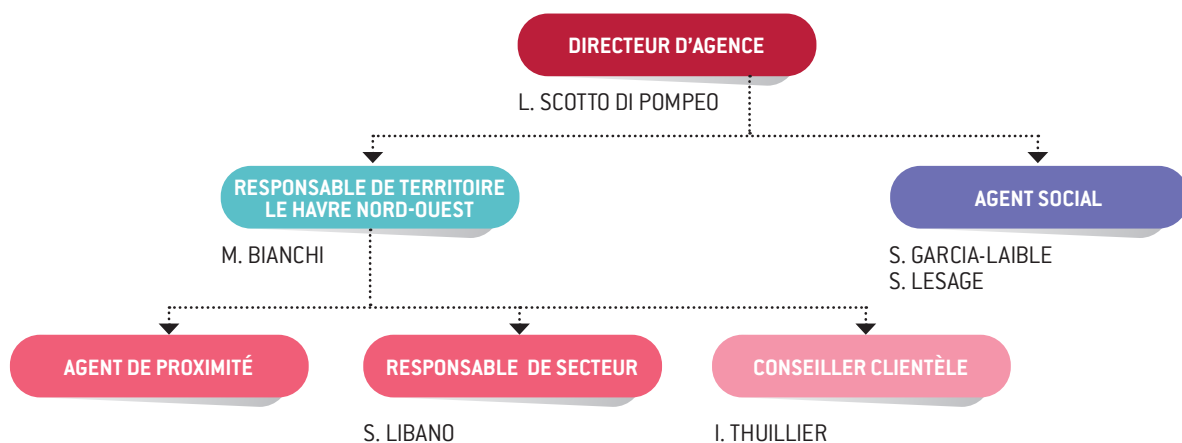 DIRECTEUR D'AGENCE
L. SCOTTO DI POMPEO
RESPONSABLE DE TERRITOIRE
LE HAVRE NORD-OUEST
M. BIANCHI
AGENT SOCIAL
S. GARCIA-LAIBLE
S. LESAGE
AGENT DE PROXIMITÉ
RESPONSABLE DE SECTEUR
S. LIBANO
CONSEILLER CLIENTÈLE
I. THUILLIER